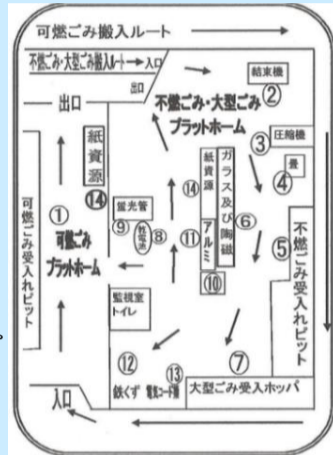 可燃ごみ搬入ルート
不燃ごみ・大型ごみ搬入ルート
入口
出口
出口
結束機
②
不燃ごみ・大型ごみ
プラットホーム
③
圧縮機
畳
④
紙資源
⑭
紙資源
⑭
ガラス及び陶磁
⑥
アルミ
⑪
⑩
蛍光管
⑨
乾電池
⑧
①
可燃ごみ
プラットホーム
可燃ごみ受入れピット
⑤
不燃ごみ受入れピット
監視室
トイレ
⑫
鉄くず
⑬
電気コード類
⑦
大型ごみ受入ホッパ
入口